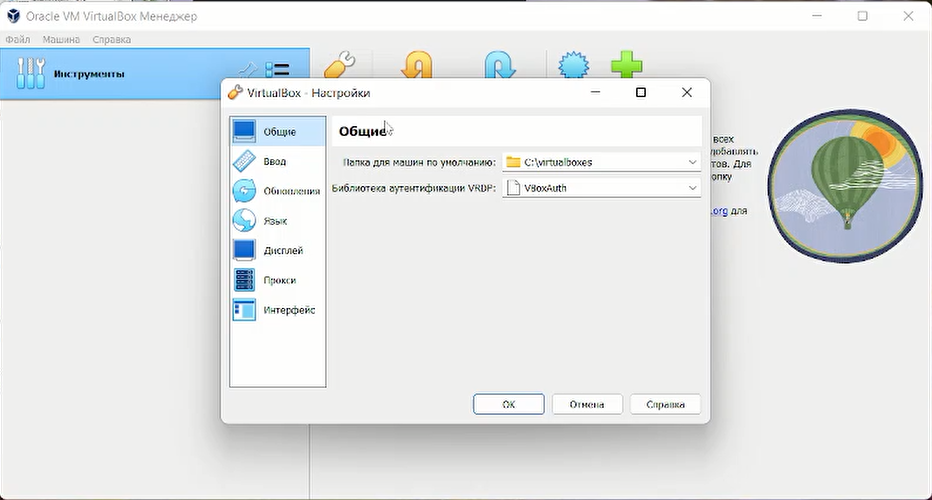 Oracle VM VirtualBox Менеджер
Файл Машина Справка
Инструменты
VirtualBox - Настройки
Общие
Ввод
Обновления
Язык
Дисплей
Прокси
Интерфейс
Общие
Папка для машин по умолчанию: C:\virtualboxes
Библиотека аутентификации VRDP: VBoxAuth
ОК Отмена Справка
всех
добавлять
тов. Для
опку
.org для